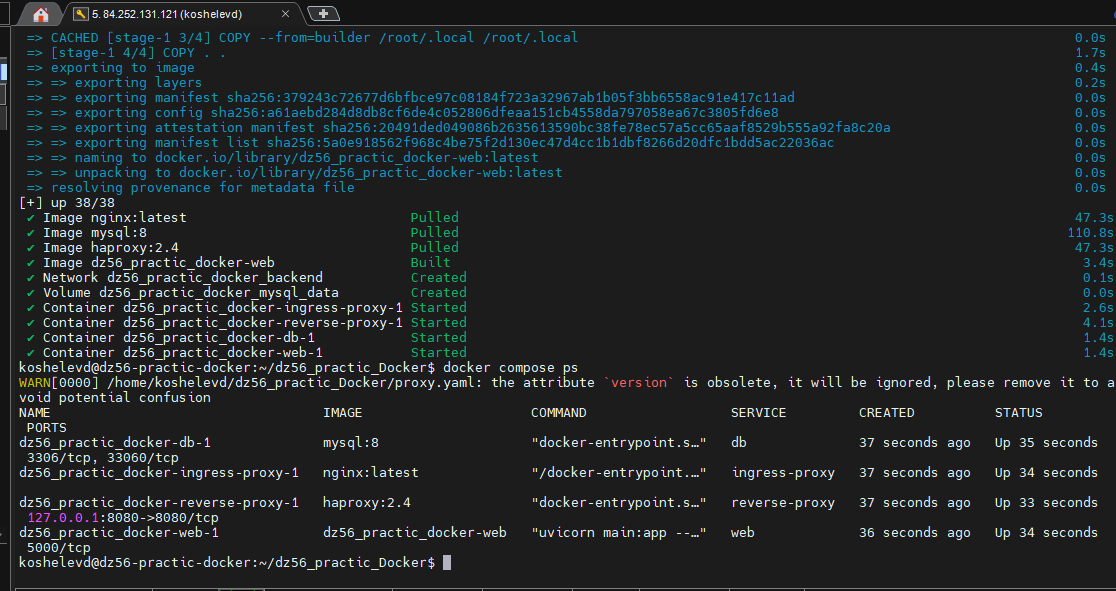 5. 84.252.131.121 (koshelevd)
=> CACHED [stage-1 3/4] COPY --from=builder /root/.local /root/.local 0.0s
=> [stage-1 4/4] COPY . . 1.7s
=> exporting to image 0.4s
=> => exporting layers 0.2s
=> => exporting manifest sha256:379243c72677d6bfbce97c08184f723a32967ab1b05f3bb6558ac91e417c11ad 0.0s
=> => exporting config sha256:a61aebd284d8db8cf6de4c052806dfeaa151cb4558da797058ea67c3805fd6e8 0.0s
=> => exporting attestation manifest sha256:20491ded049086b2635613590bc38fe78ec57a5cc65aaf8529b555a92fa8c20a 0.0s
=> => exporting manifest list sha256:5a0e918562f968c4be75f2d130ec47d4cc1b1dbf8266d20dfc1bdd5ac22036ac 0.0s
=> => naming to docker.io/library/dz56_practic_docker-web:latest 0.0s
=> => unpacking to docker.io/library/dz56_practic_docker-web:latest 0.0s
=> resolving provenance for metadata file 0.0s
[+] up 38/38
✔ Image nginx:latest Pulled 47.3s
✔ Image mysql:8 Pulled 110.8s
✔ Image haproxy:2.4 Pulled 47.3s
✔ Image dz56_practic_docker-web Built 3.4s
✔ Network dz56_practic_docker_backend Created 0.1s
✔ Volume dz56_practic_docker_mysql_data Created 0.0s
✔ Container dz56_practic_docker-ingress-proxy-1 Started 2.6s
✔ Container dz56_practic_docker-reverse-proxy-1 Started 4.1s
✔ Container dz56_practic_docker-db-1 Started 1.4s
✔ Container dz56_practic_docker-web-1 Started 1.4s
koshelevd@dz56-practic-docker:~/dz56_practic_Docker$ docker compose ps
WARN[0000] /home/koshelevd/dz56_practic_Docker/proxy.yaml: the attribute `version` is obsolete, it will be ignored, please remove it to a
void potential confusion
NAME IMAGE COMMAND SERVICE CREATED STATUS
PORTS
dz56_practic_docker-db-1 mysql:8 "docker-entrypoint.s…" db 37 seconds ago Up 35 seconds
3306/tcp, 33060/tcp
dz56_practic_docker-ingress-proxy-1 nginx:latest "/docker-entrypoint.…" ingress-proxy 37 seconds ago Up 34 seconds
dz56_practic_docker-reverse-proxy-1 haproxy:2.4 "docker-entrypoint.s…" reverse-proxy 37 seconds ago Up 33 seconds
127.0.0.1:8080->8080/tcp
dz56_practic_docker-web-1 dz56_practic_docker-web "uvicorn main:app --…" web 36 seconds ago Up 34 seconds
5000/tcp
koshelevd@dz56-practic-docker:~/dz56_practic_Docker$